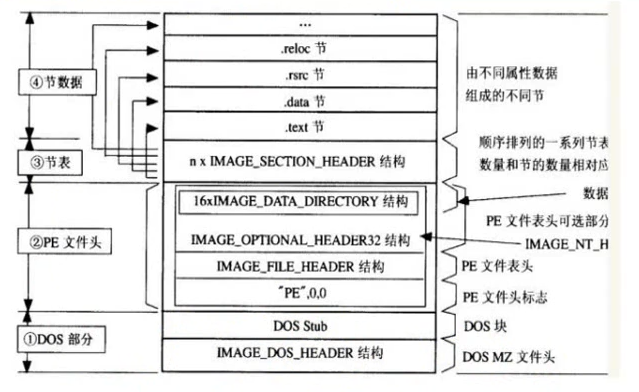 ...
.reloc 节
.rsrc 节
.data 节
.text 节
n x IMAGE_SECTION_HEADER 结构
16xIMAGE_DATA_DIRECTORY 结构
IMAGE_OPTIONAL_HEADER32 结构
IMAGE_FILE_HEADER 结构
"PE",0,0
DOS Stub
IMAGE_DOS_HEADER 结构
④节数据
③节表
②PE 文件头
①DOS 部分
由不同属性数据
组成的不同节
顺序排列的一系列节表
数量和节的数量相对应
数据
PE 文件表头可选部分
IMAGE_NT_H
PE 文件表头
PE 文件头标志
DOS 块
DOS MZ 文件头